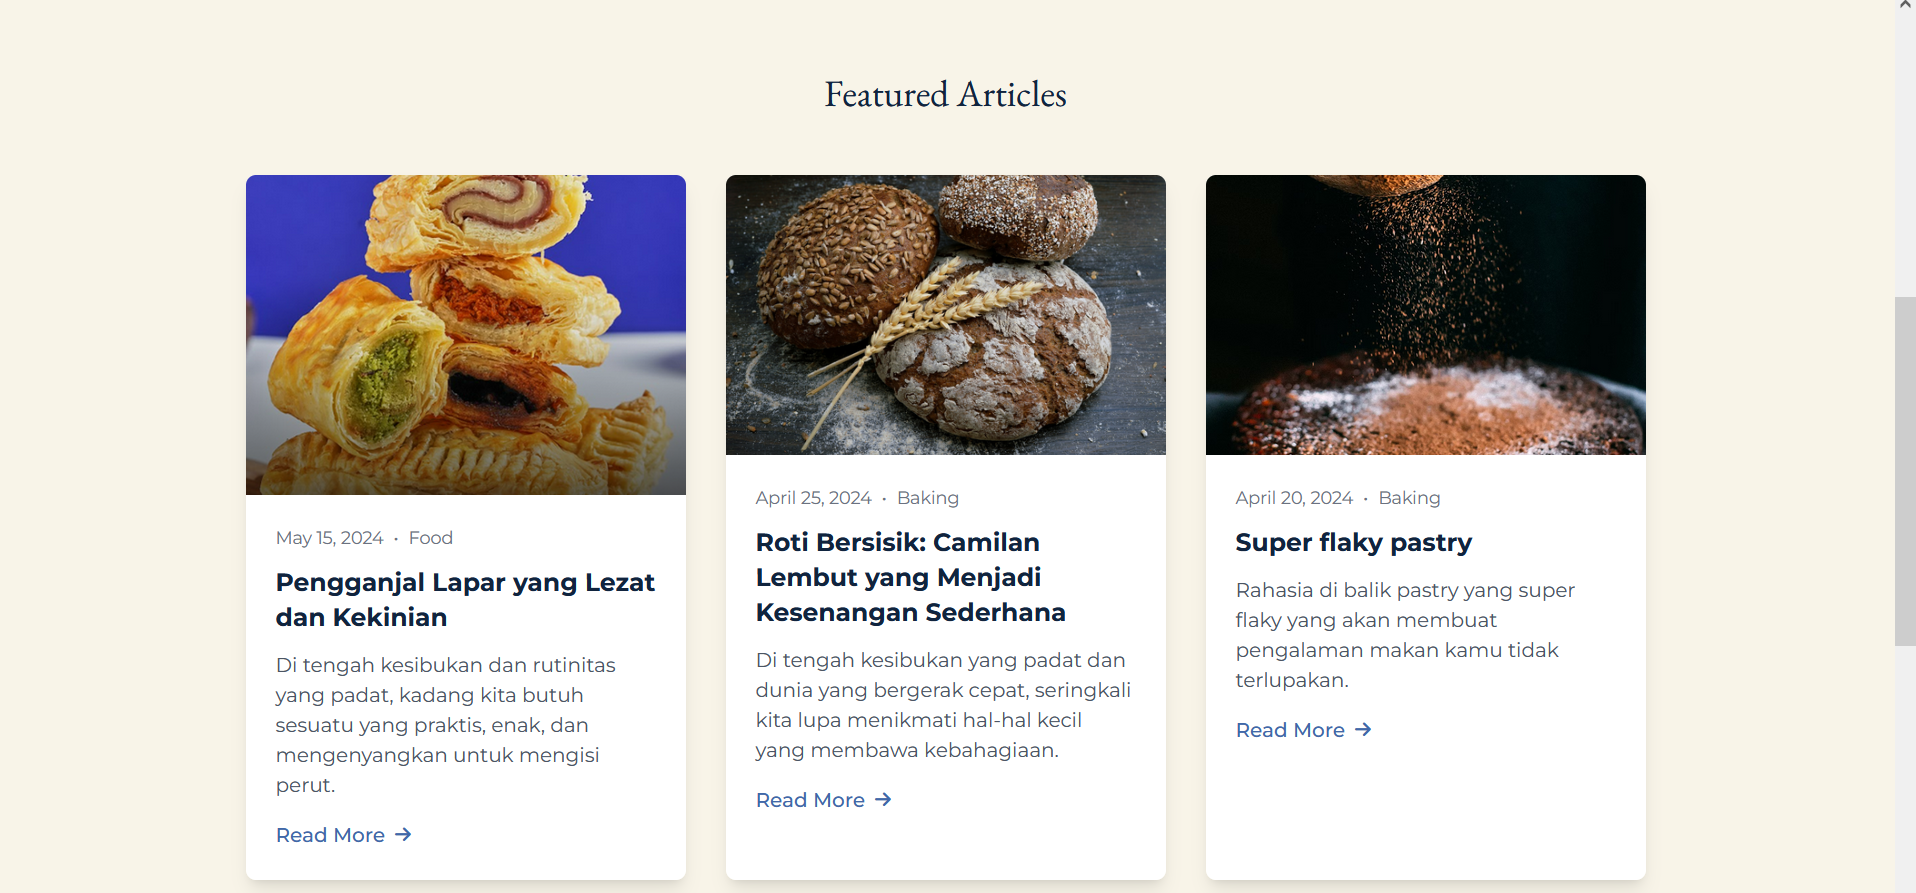 Featured Articles
May 15, 2024 • Food
Pengganjal Lapar yang Lezat
dan Kekinian
Di tengah kesibukan dan rutinitas
yang padat, kadang kita butuh
sesuatu yang praktis, enak, dan
mengenyangkan untuk mengisi
perut.
Read More →
April 25, 2024 • Baking
Roti Bersisik: Camilan
Lembut yang Menjadi
Kesenangan Sederhana
Di tengah kesibukan yang padat dan
dunia yang bergerak cepat, seringkali
kita lupa menikmati hal-hal kecil
yang membawa kebahagiaan.
Read More →
April 20, 2024 • Baking
Super flaky pastry
Rahasia di balik pastry yang super
flaky yang akan membuat
pengalaman makan kamu tidak
terlupakan.
Read More →